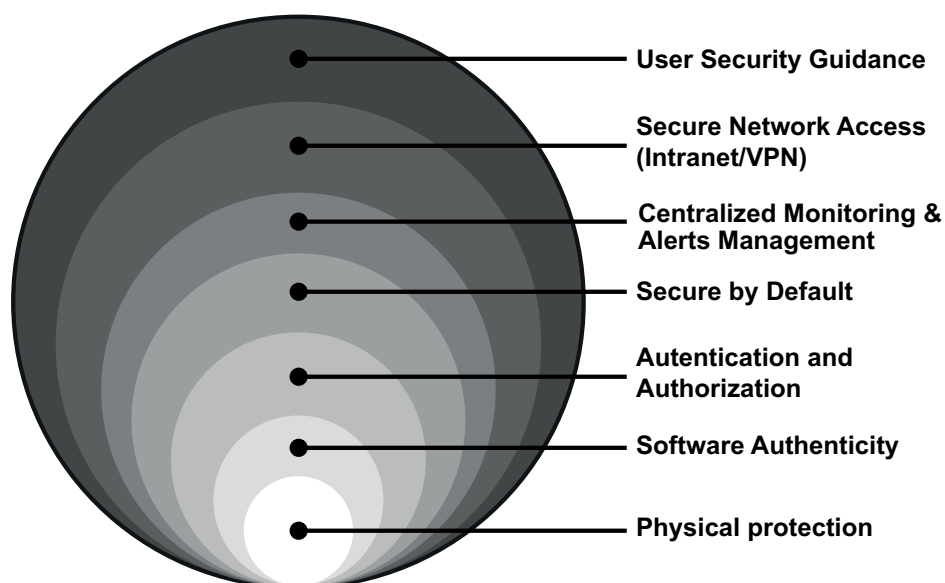 User Security Guidance
Secure Network Access
(Intranet/VPN)
Centralized Monitoring &
Alerts Management
Secure by Default
Autentication and
Authorization
Software Authenticity
Physical protection